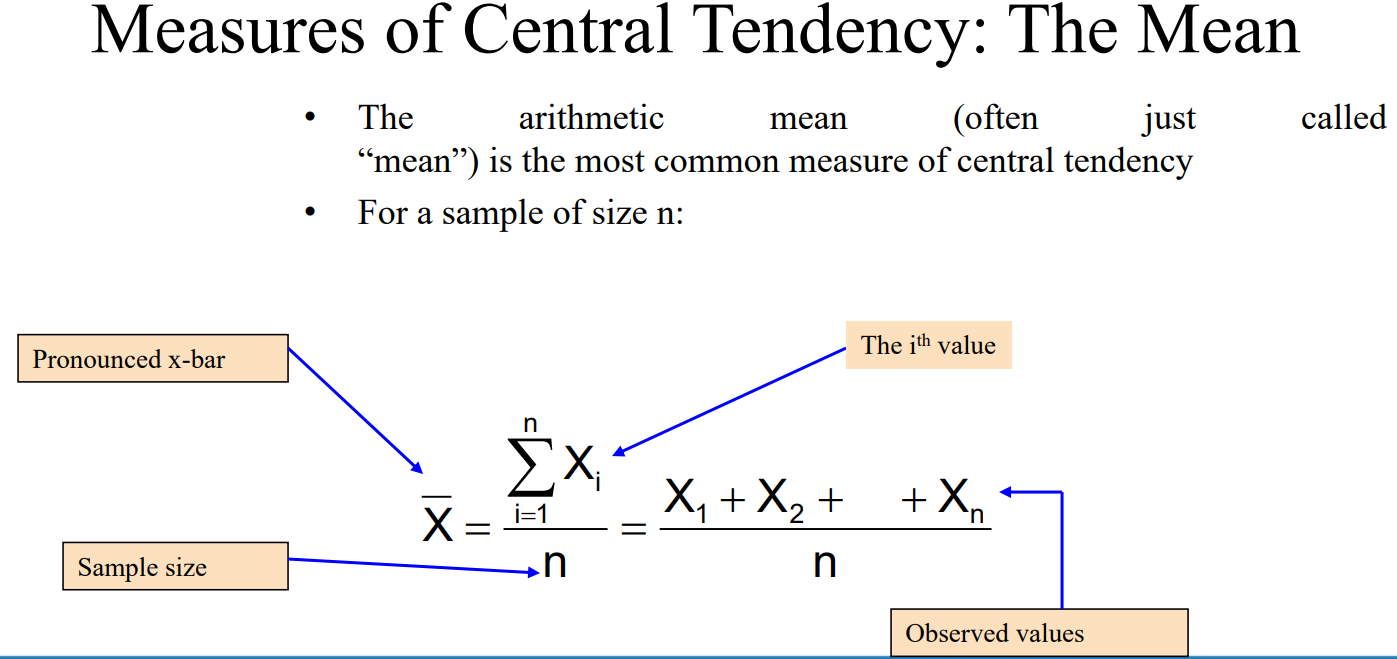 Measures of Central Tendency: The Mean
• The arithmetic mean (often just called
“mean”) is the most common measure of central tendency
• For a sample of size n:
Pronounced x-bar
The iᵗʰ value
X̄ = ∑ᵢ₌₁ⁿ Xᵢ / n = X₁ + X₂ +   + Xₙ / n
Sample size
Observed values